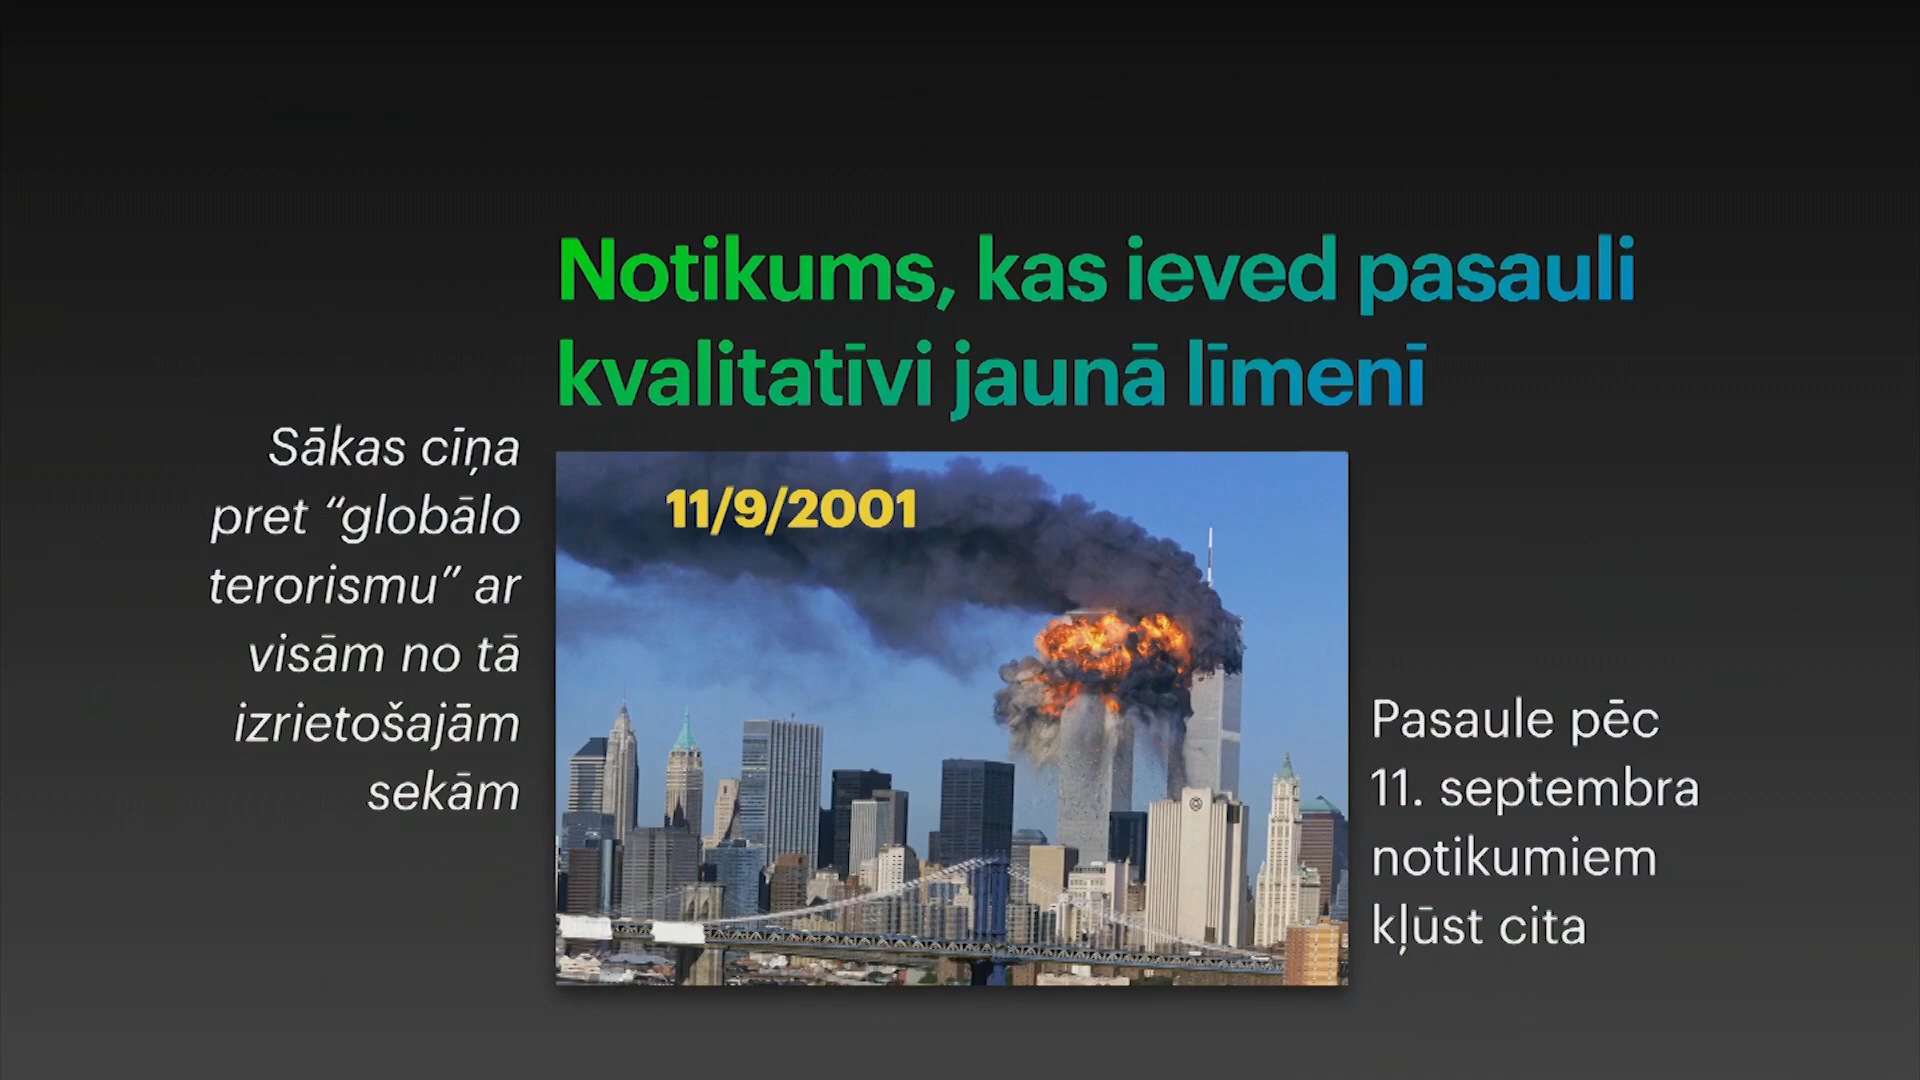 Notikums, kas ieved pasauli
kvalitatīvi jaunā līmenī
Sākas cīņa
pret “globālo
terorismu” ar
visām no tā
izrietošajām
sekām
11/9/2001
Pasaule pēc
11. septembra
notikumiem
kļūst cita